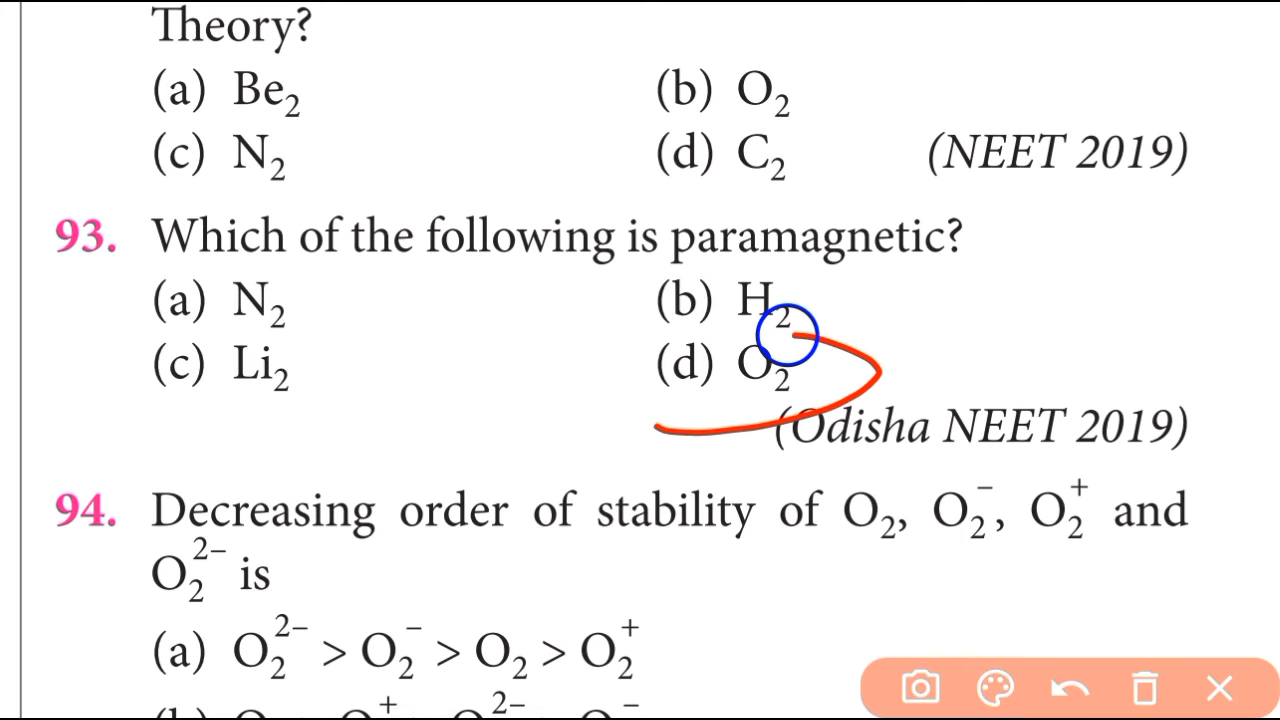 Theory?
(a) Be₂ (b) O₂
(c) N₂ (d) C₂ (NEET 2019)
93. Which of the following is paramagnetic?
(a) N₂ (b) H₂
(c) Li₂ (d) O₂
(Odisha NEET 2019)
94. Decreasing order of stability of O₂, O₂⁻, O₂⁺ and
O₂²⁻ is
(a) O₂²⁻ > O₂⁻ > O₂ > O₂⁺